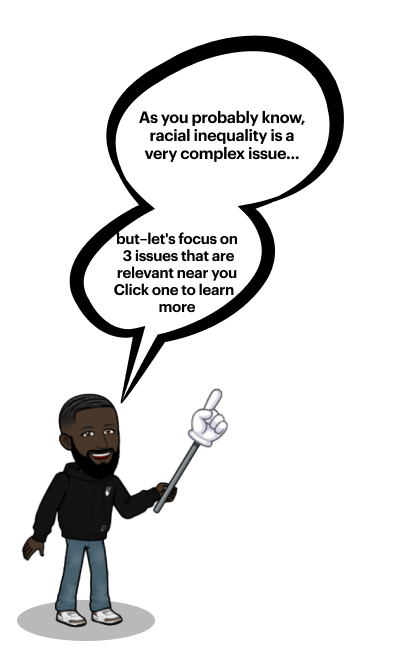 As you probably know,
racial inequality is a
very complex issue...
but–let's focus on
3 issues that are
relevant near you
Click one to learn
more